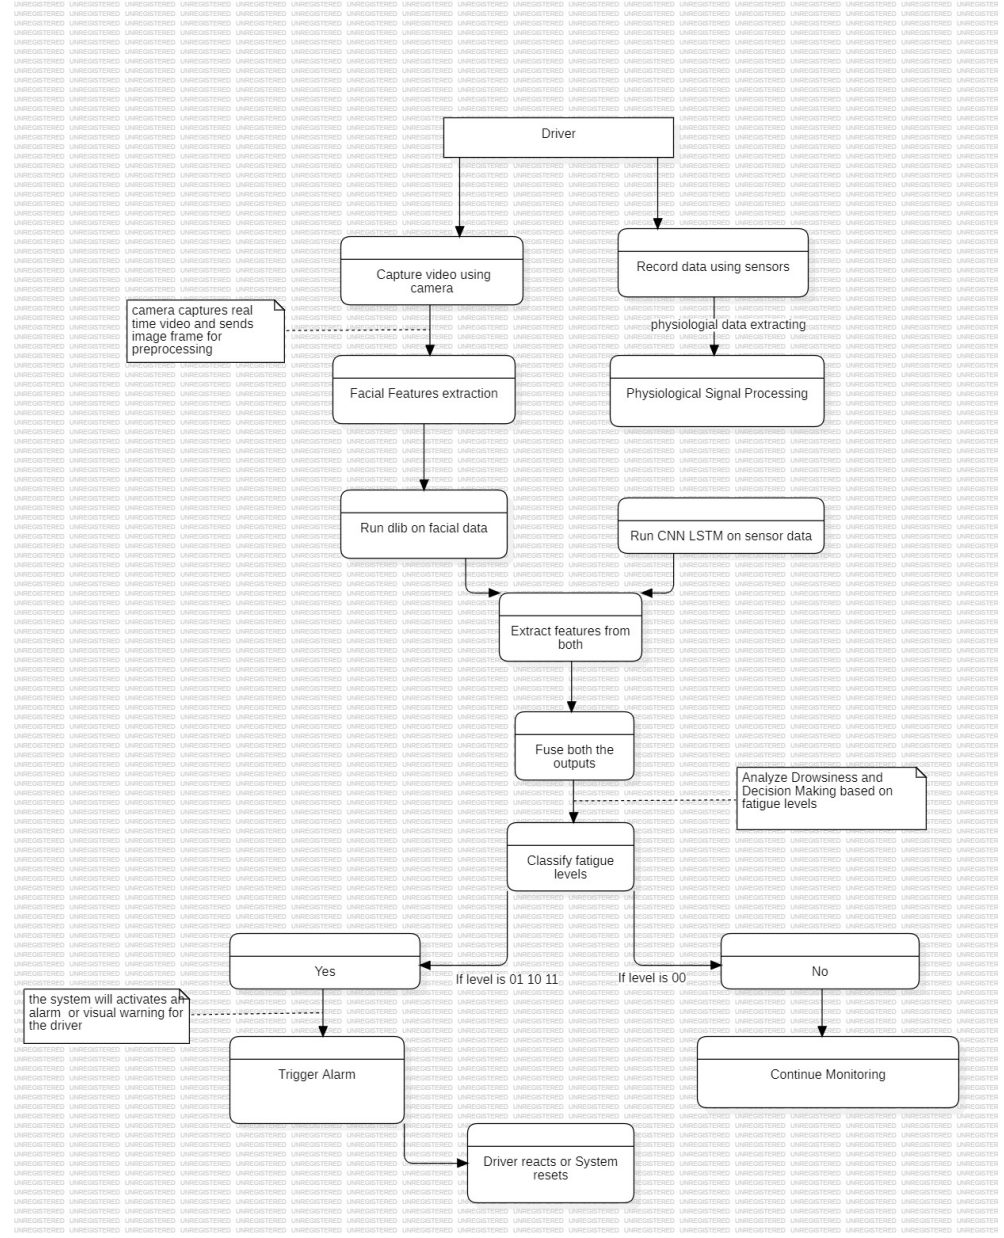 Driver
Capture video using
camera
Record data using sensors
camera captures real
time video and sends
image frame for
preprocessing
physiologial data extracting
Facial Features extraction
Physiological Signal Processing
Run dlib on facial data
Run CNN LSTM on sensor data
Extract features from
both
Fuse both the
outputs
Analyze Drowsiness and
Decision Making based on
fatigue levels
Classify fatigue
levels
Yes
If level is 01 10 11
If level is 00
No
the system will activates an
alarm or visual warning for
the driver
Trigger Alarm
Continue Monitoring
Driver reacts or System
resets
UNREGISTERED